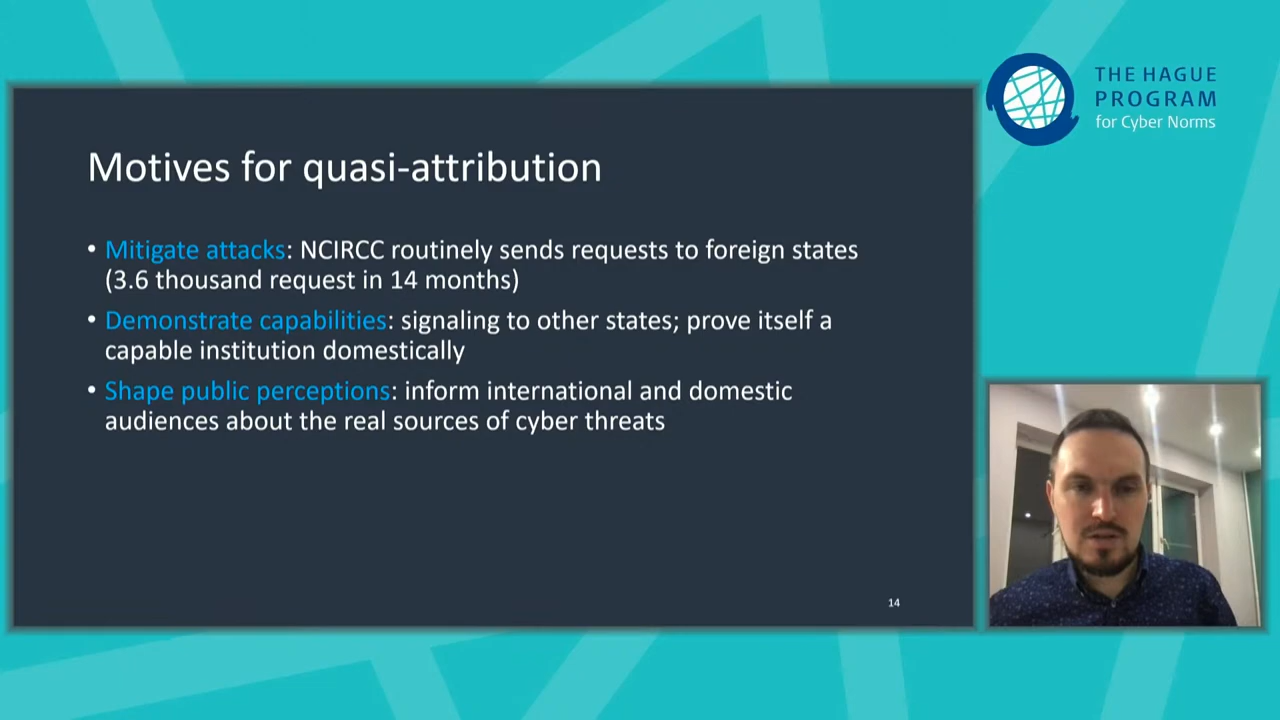 THE HAGUE
PROGRAM
for Cyber Norms
Motives for quasi-attribution
• Mitigate attacks: NCIRCC routinely sends requests to foreign states
(3.6 thousand request in 14 months)
• Demonstrate capabilities: signaling to other states; prove itself a
capable institution domestically
• Shape public perceptions: inform international and domestic
audiences about the real sources of cyber threats
14